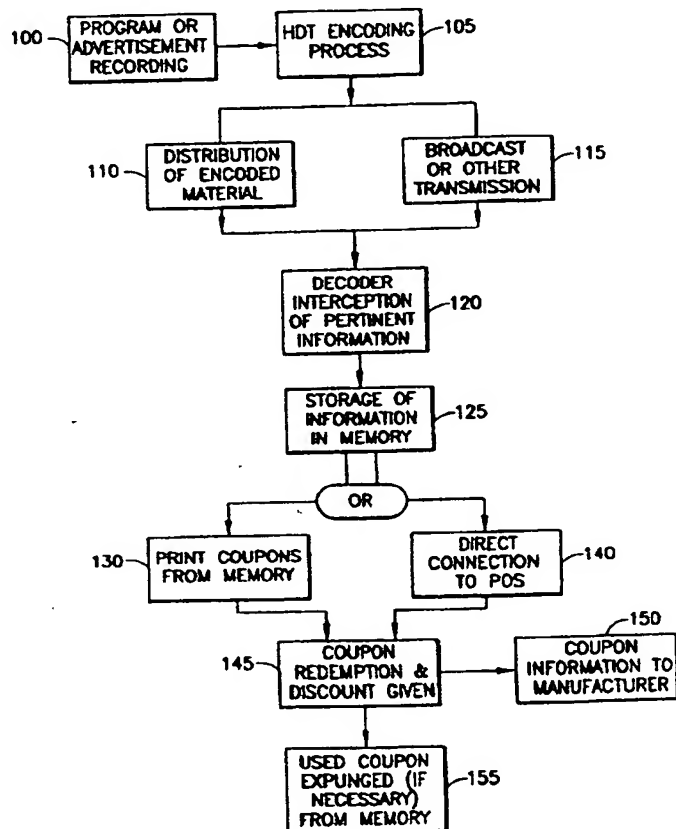 100
PROGRAM OR
ADVERTISEMENT
RECORDING
HDT ENCODING
PROCESS
105
110
DISTRIBUTION
OF ENCODED
MATERIAL
BROADCAST
OR OTHER
TRANSMISSION
115
DECODER
INTERCEPTION
OF PERTINENT
INFORMATION
120
STORAGE OF
INFORMATION
IN MEMORY
125
OR
130
PRINT COUPONS
FROM MEMORY
DIRECT
CONNECTION
TO POS
140
145
COUPON
REDEMPTION &
DISCOUNT GIVEN
150
COUPON
INFORMATION TO
MANUFACTURER
USED COUPON
EXPUNGED (IF
NECESSARY)
FROM MEMORY
155